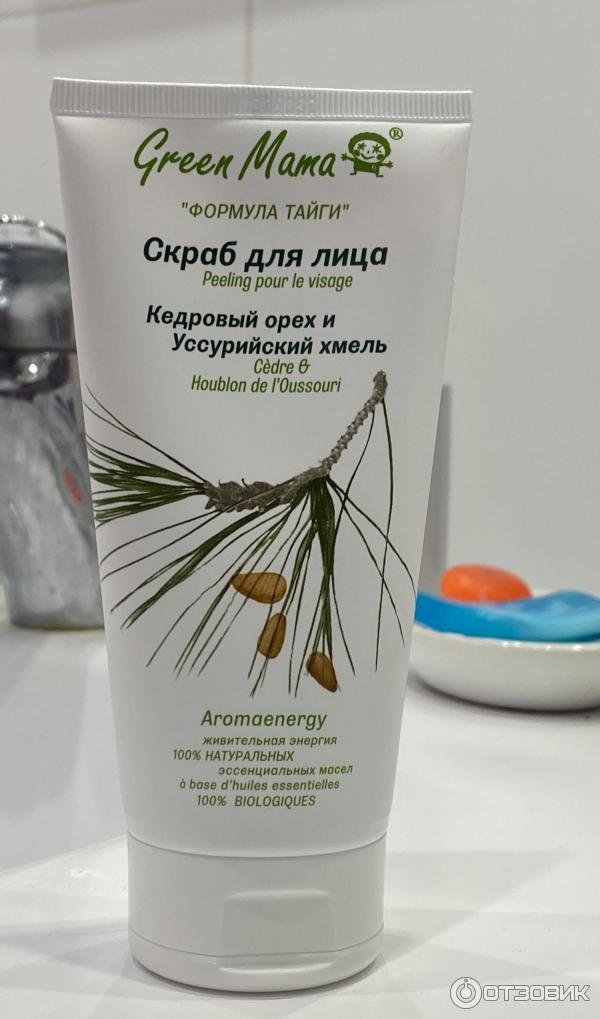 Green Mama®
"ФОРМУЛА ТАЙГИ"
Скраб для лица
Peeling pour le visage
Кедровый орех и
Уссурийский хмель
Cèdre &
Houblon de l'Oussouri
Aromaenergy
живительная энергия
100% НАТУРАЛЬНЫХ
эссенциальных масел
à base d'huiles essentielles
100% BIOLOGIQUES
ОТЗОВИК